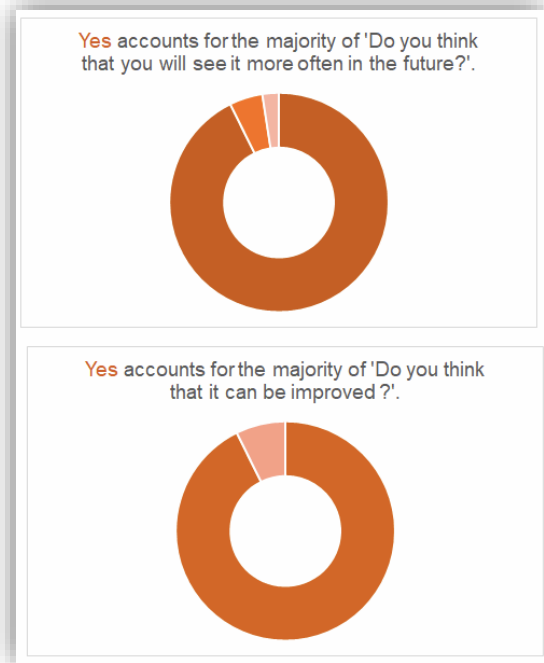 Yes accounts for the majority of 'Do you think
that you will see it more often in the future?'.
Yes accounts for the majority of 'Do you think
that it can be improved ?'.